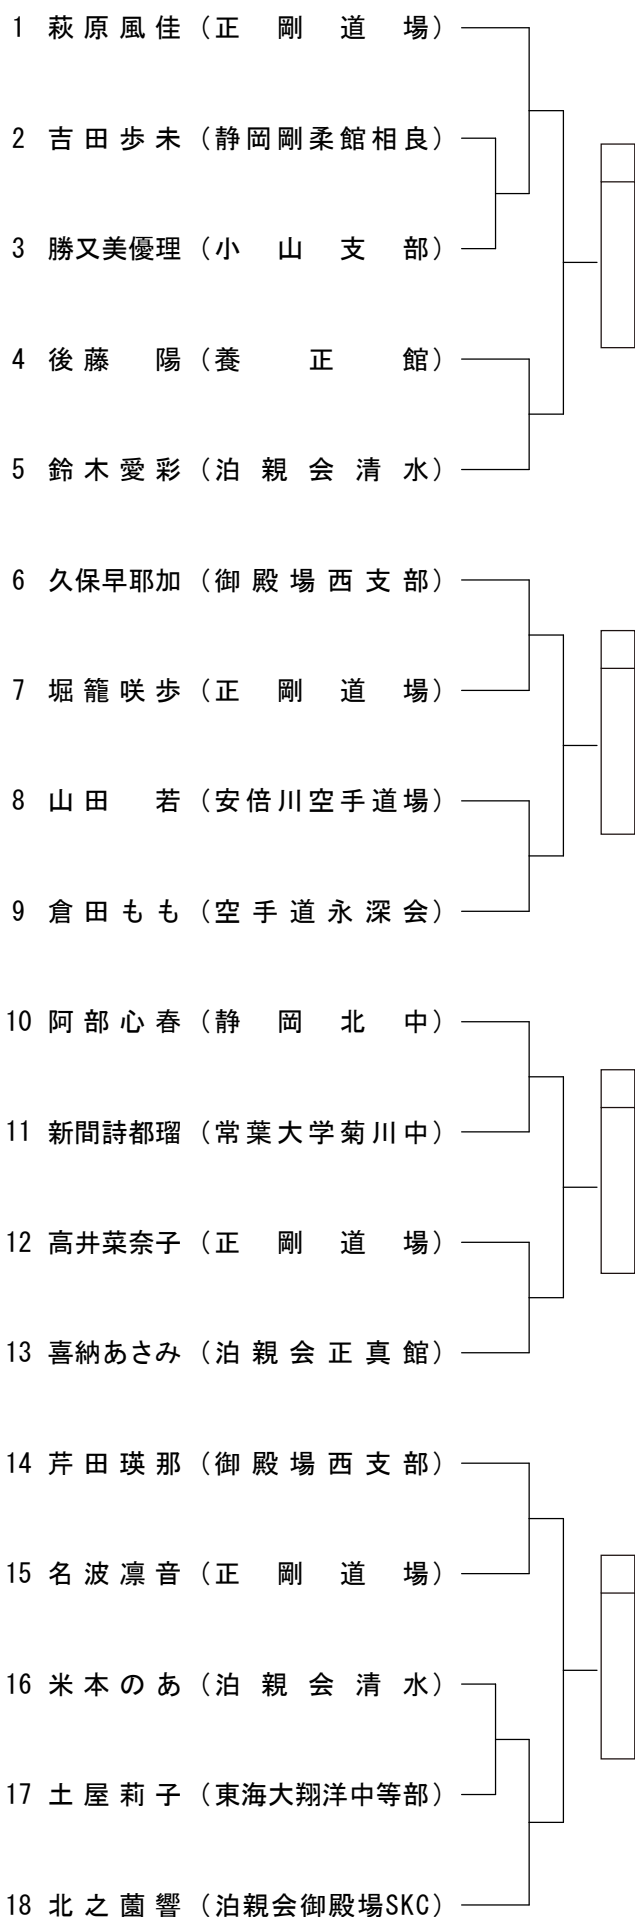 1 萩原風佳（正剛道場）
2 吉田歩未（静岡剛柔館相良）
3 勝又美優理（小山支部）
4 後藤　陽（養正館）
5 鈴木愛彩（泊親会清水）
6 久保早耶加（御殿場西支部）
7 堀籠咲歩（正剛道場）
8 山田　若（安倍川空手道場）
9 倉田もも（空手道永深会）
10 阿部心春（静岡北中）
11 新間詩都瑠（常葉大学菊川中）
12 高井菜奈子（正剛道場）
13 喜納あさみ（泊親会正真館）
14 芹田瑛那（御殿場西支部）
15 名波凛音（正剛道場）
16 米本のあ（泊親会清水）
17 土屋莉子（東海大翔洋中等部）
18 北之薗響（泊親会御殿場SKC）